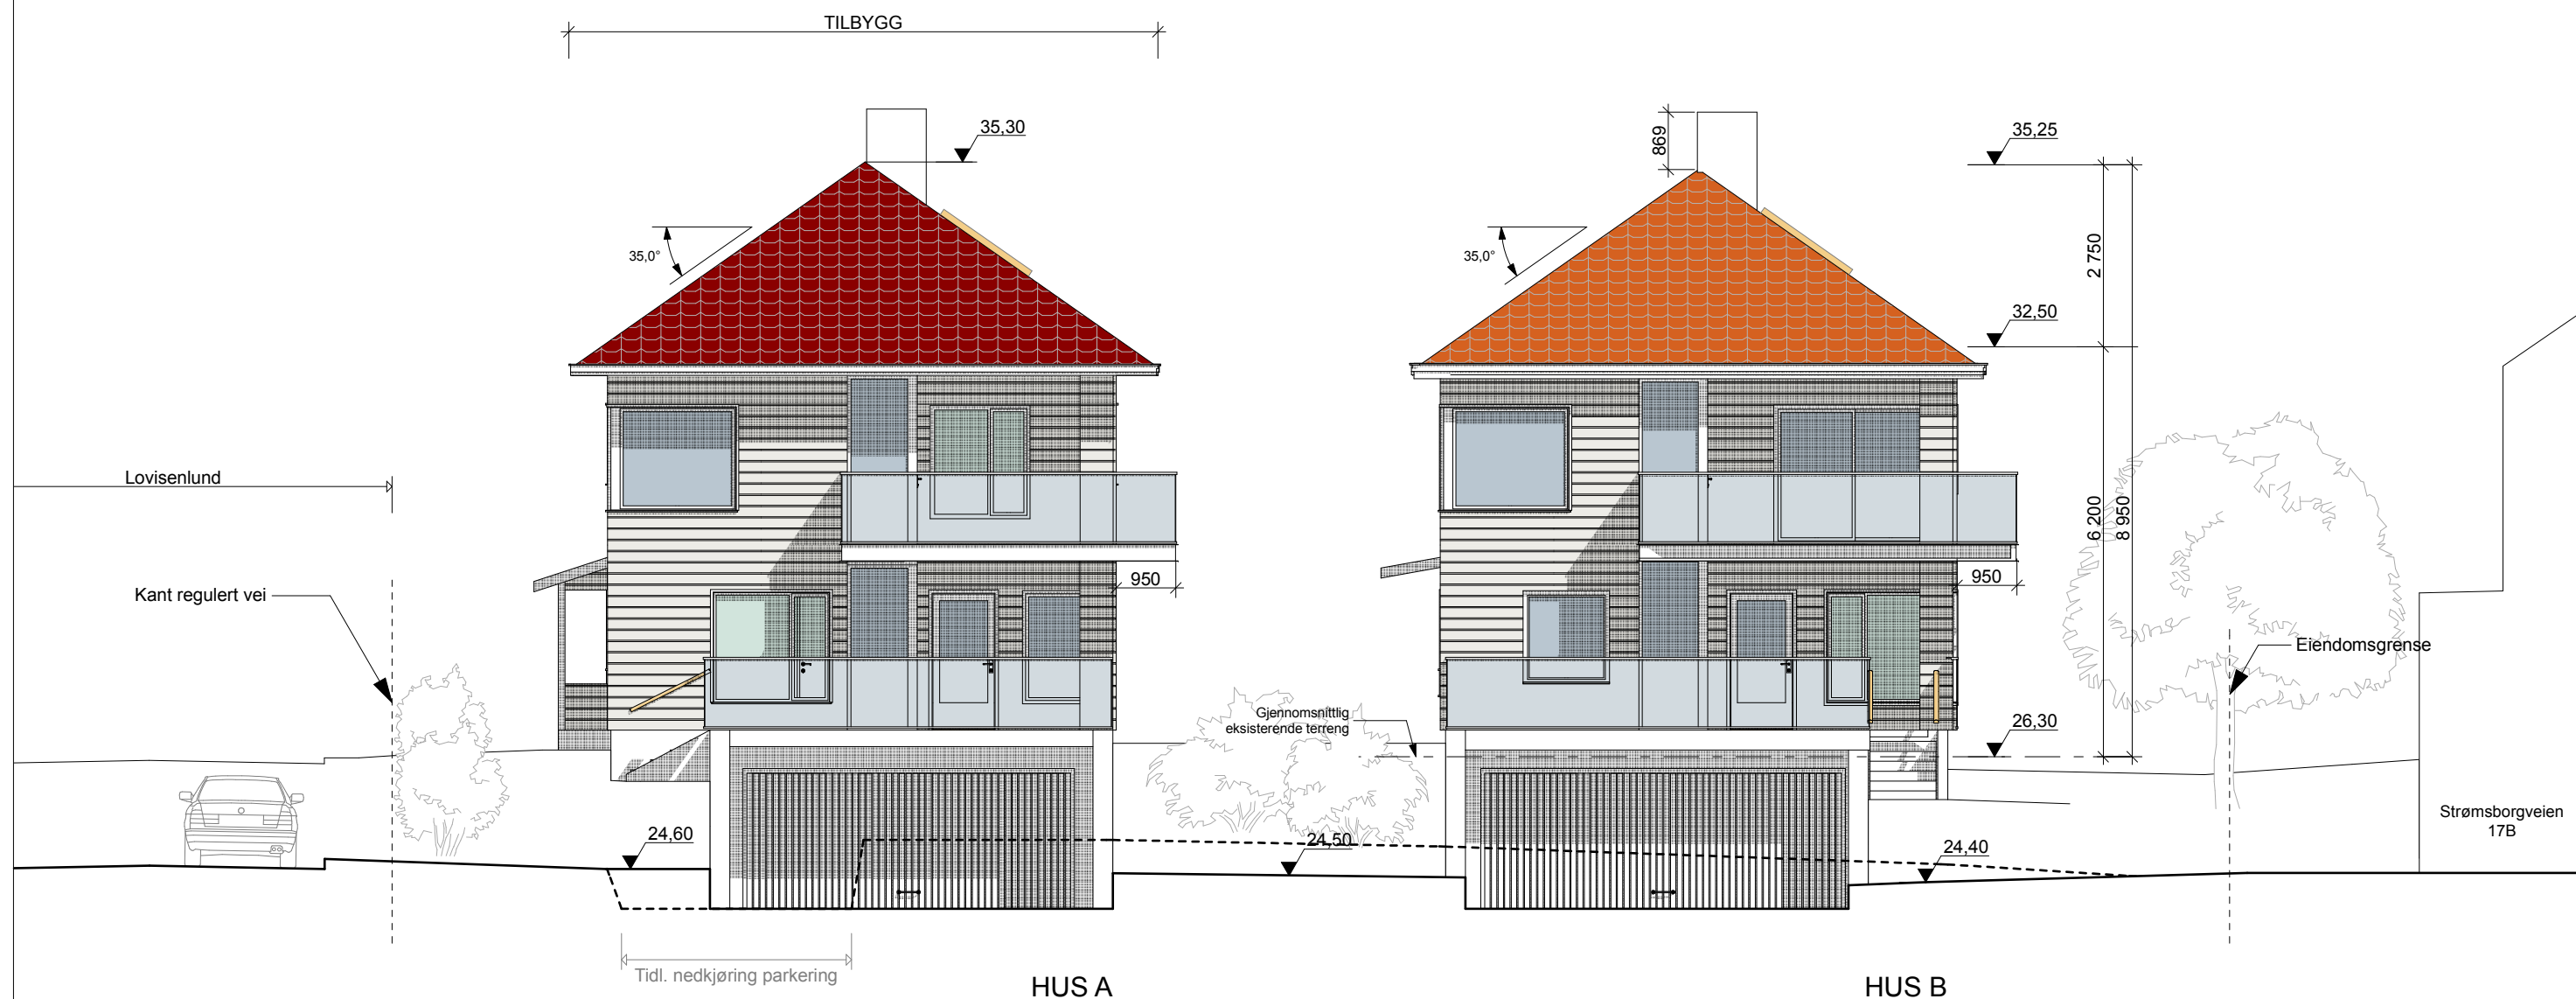 TILBYGG
35,30
869
35,25
35,0°
35,0°
2 750
32,50
Lovisenlund
6 200
8 950
950
950
Kant regulert vei
Eiendomsgrense
Gjennomsnittlig
eksisterende terreng
26,30
24,60
24,50
24,40
Strømsborgveien
17B
Tidl. nedkjøring parkering
HUS A
HUS B